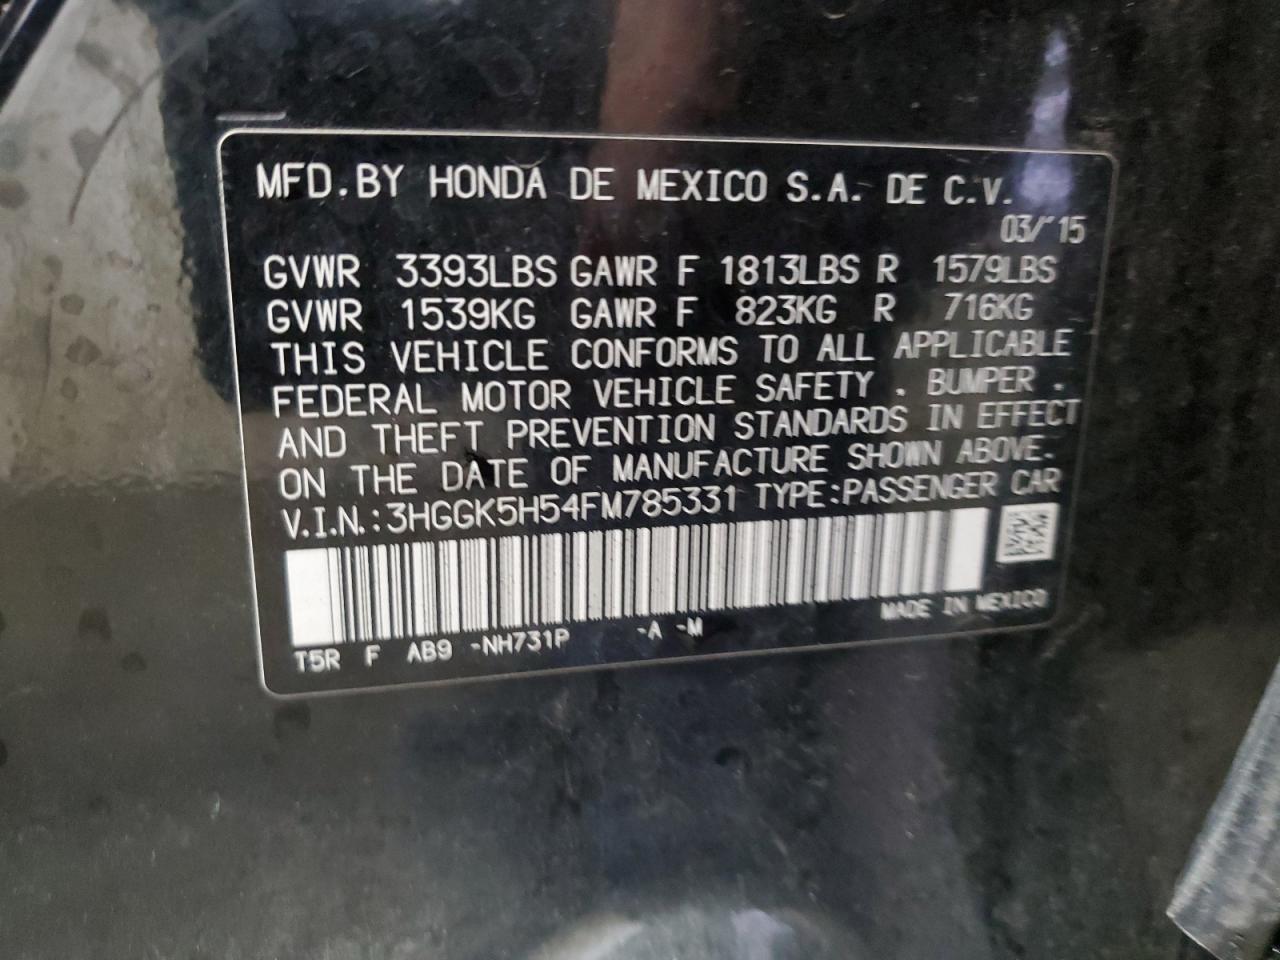 MFD.BY HONDA DE MEXICO S.A. DE C.V.
03/15
GVWR 3393LBS GAWR F 1813LBS R 1579LBS
GVWR 1539KG GAWR F 823KG R 716KG
THIS VEHICLE CONFORMS TO ALL APPLICABLE
FEDERAL MOTOR VEHICLE SAFETY , BUMPER ,
AND THEFT PREVENTION STANDARDS IN EFFECT
ON THE DATE OF MANUFACTURE SHOWN ABOVE.
V.I.N.:3HGGK5H54FM785331 TYPE:PASSENGER CAR
MADE IN MEXICO
T5R F AB9 -NH731P -A -M